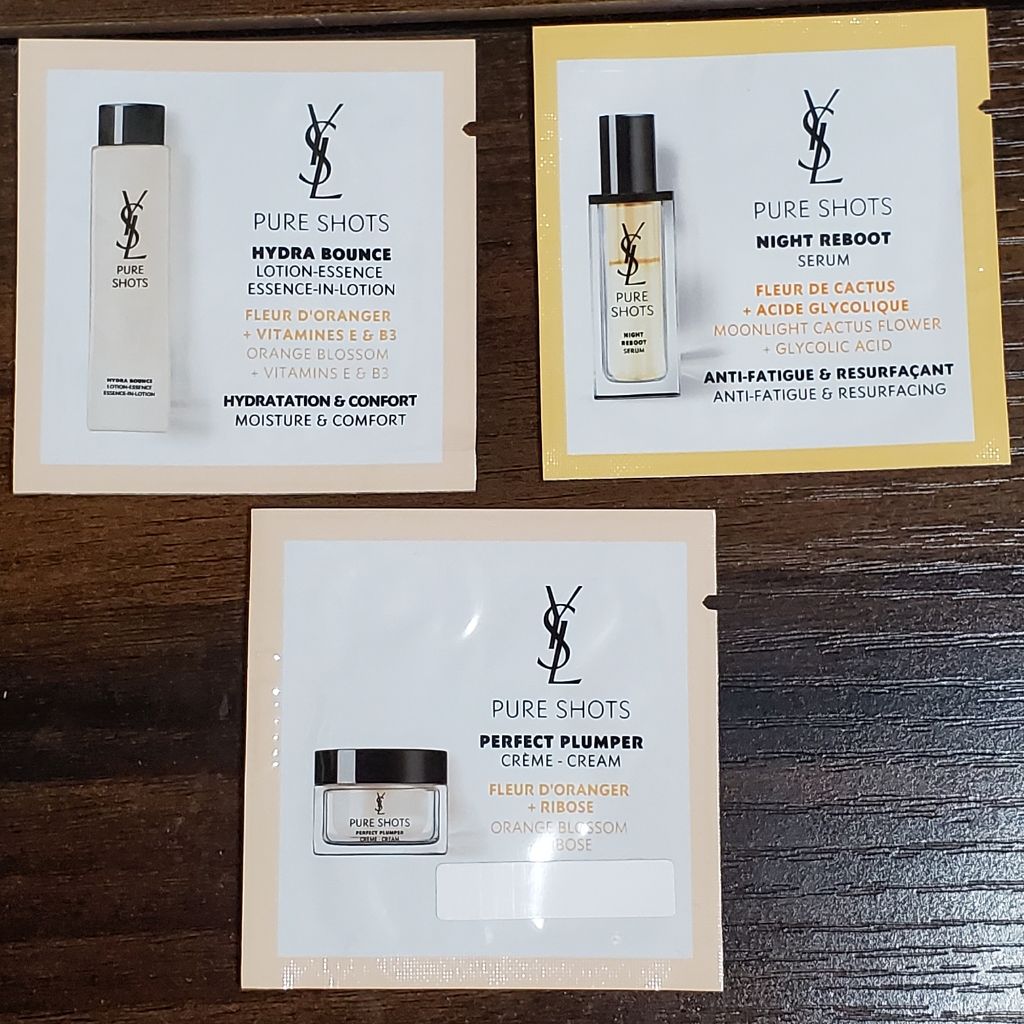 YSL
PURE SHOTS
HYDRA BOUNCE
LOTION-ESSENCE
ESSENCE-IN-LOTION
FLEUR D'ORANGER
+ VITAMINES E & B3
ORANGE BLOSSOM
+ VITAMINS E & B3
HYDRATATION & CONFORT
MOISTURE & COMFORT
YSL
PURE
SHOTS
HYDRA BOUNCE
LOTION-ESSENCE
ESSENCE-IN-LOTION
YSL
PURE SHOTS
NIGHT REBOOT
SERUM
FLEUR DE CACTUS
+ ACIDE GLYCOLIQUE
MOONLIGHT CACTUS FLOWER
+ GLYCOLIC ACID
ANTI-FATIGUE & RESURFAÇANT
ANTI-FATIGUE & RESURFACING
YSL
PURE
SHOTS
NIGHT
REBOOT
SERUM
YSL
PURE SHOTS
PERFECT PLUMPER
CRÈME - CREAM
FLEUR D'ORANGER
+ RIBOSE
ORANGE BLOSSOM
RIBOSE
YSL
PURE SHOTS
PERFECT PLUMPER
CRÈME - CREAM